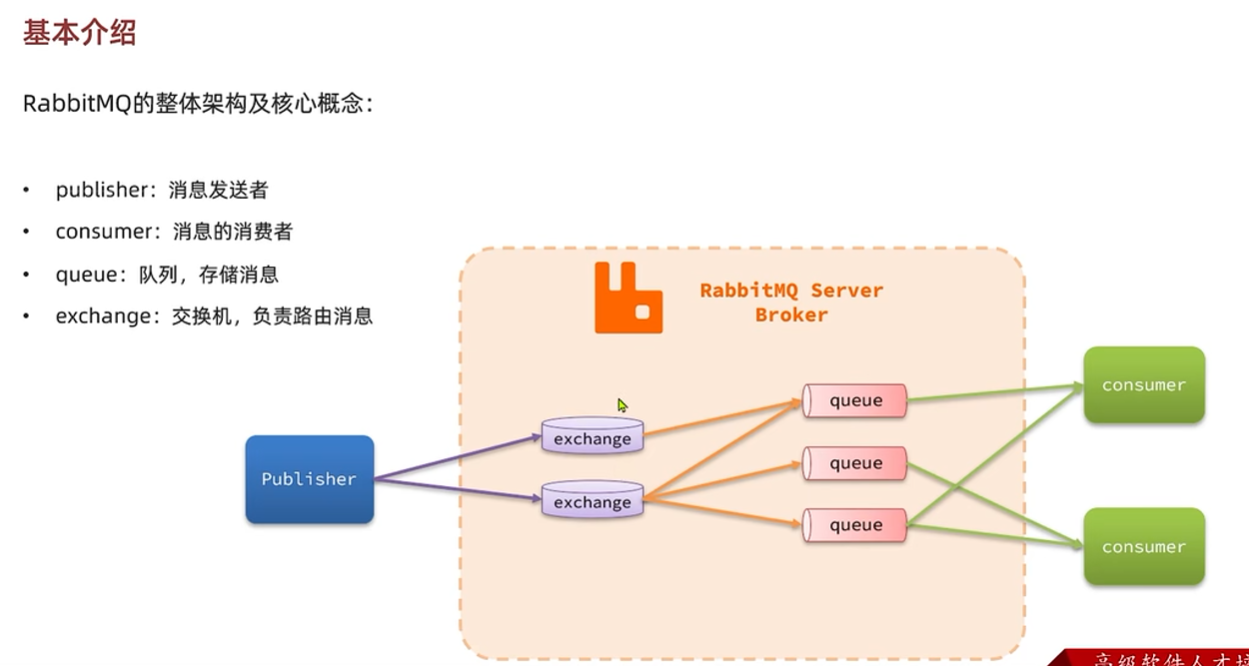 基本介绍
RabbitMQ的整体架构及核心概念：
• publisher：消息发送者
• consumer：消息的消费者
• queue：队列，存储消息
• exchange：交换机，负责路由消息
RabbitMQ Server
Broker
Publisher
exchange
exchange
queue
queue
queue
consumer
consumer
高级软件人才